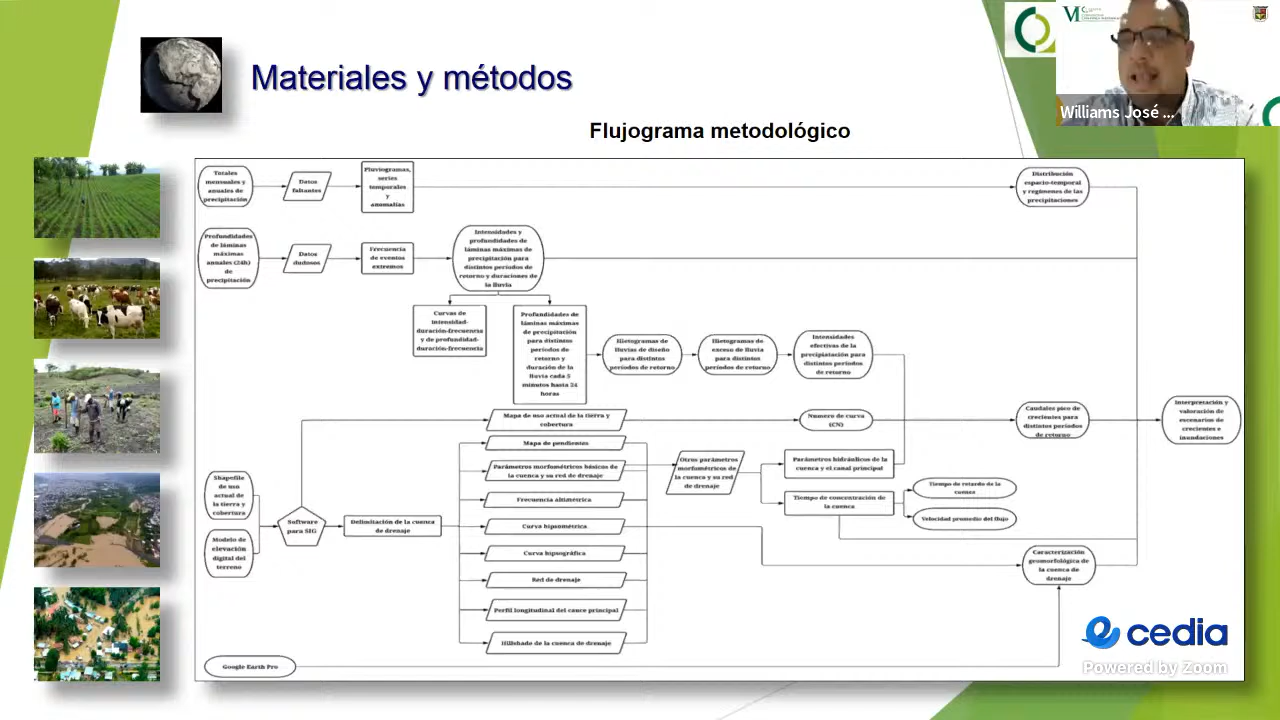 Materiales y métodos
Flujograma metodológico
Williams José ...
Totales
mensuales y
anuales de
precipitación
Datos
faltantes
Pluviogramas,
series
temporales
y
anomalías
Distribución
espacio-temporal
y regímenes de las
precipitaciones
Profundidades
de láminas
máximas
anuales (24h)
de
precipitación
Datos
dudosos
Frecuencia
de eventos
extremos
Intensidades y
profundidades de
láminas máximas de
precipitación para
distintos períodos de
retorno y duraciones de
la lluvia
Curvas de
intensidad-
duración-frecuencia
y de profundidad-
duración-frecuencia
Profundidades de
láminas máximas
de precipitación
para distintos
períodos de
retorno y
duración de la
lluvia cada 5
minutos hasta 24
horas
Hietogramas de
lluvias de diseño
para distintos
períodos de retorno
Hietogramas de
exceso de lluvia
para distintos
períodos de retorno
Intensidades
efectivas de la
precipitación para
distintos períodos
de retorno
Mapa de uso actual de la tierra y
cobertura
Número de curva
(CN)
Caudales pico de
crecientes para
distintos períodos
de retorno
Interpretación y
valoración de
escenarios de
crecientes e
inundaciones
Mapa de pendientes
Parámetros morfométricos básicos de
la cuenca y su red de drenaje
Frecuencia altimétrica
Curva hipsométrica
Curva hipsográfica
Red de drenaje
Perfil longitudinal del cauce principal
Hillshade de la cuenca de drenaje
Otros parámetros
morfométricos de
la cuenca y su red
de drenaje
Parámetros hidráulicos de la
cuenca y el canal principal
Tiempo de concentración de
la cuenca
Tiempo de retardo de la
cuenca
Velocidad promedio del flujo
Shapefile
de uso
actual de
la tierra y
cobertura
Modelo de
elevación
digital del
terreno
Software
para SIG
Delimitación de la cuenca
de drenaje
Caracterización
geomorfológica de
la cuenca de
drenaje
Google Earth Pro
cedia
Powered by Zoom